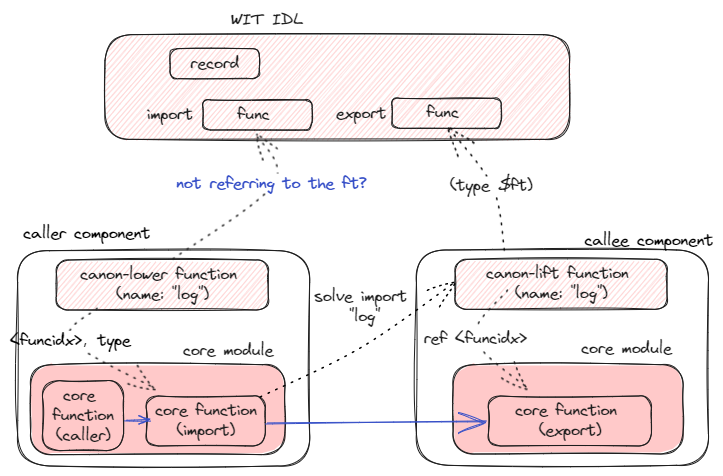 WIT IDL
record
import
func
export
func
not referring to the ft?
(type $ft)
caller component
callee component
canon-lower function
(name: "log")
canon-lift function
(name: "log")
solve import
"log"
<funcidx>, type
ref <funcidx>
core module
core module
core
function
(caller)
core function
(import)
core function
(export)